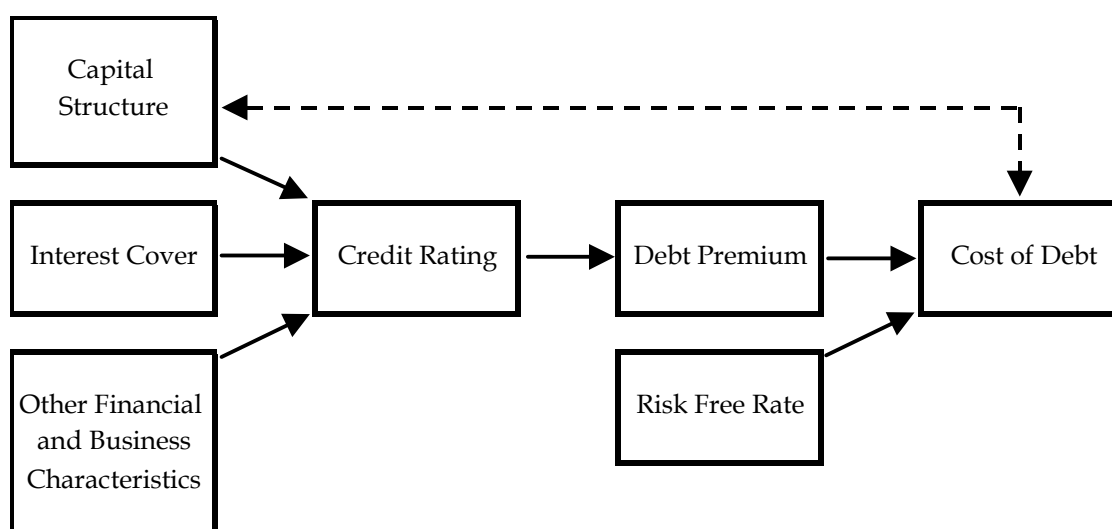 Capital
Structure
Interest Cover
Credit Rating
Debt Premium
Cost of Debt
Other Financial
and Business
Characteristics
Risk Free Rate